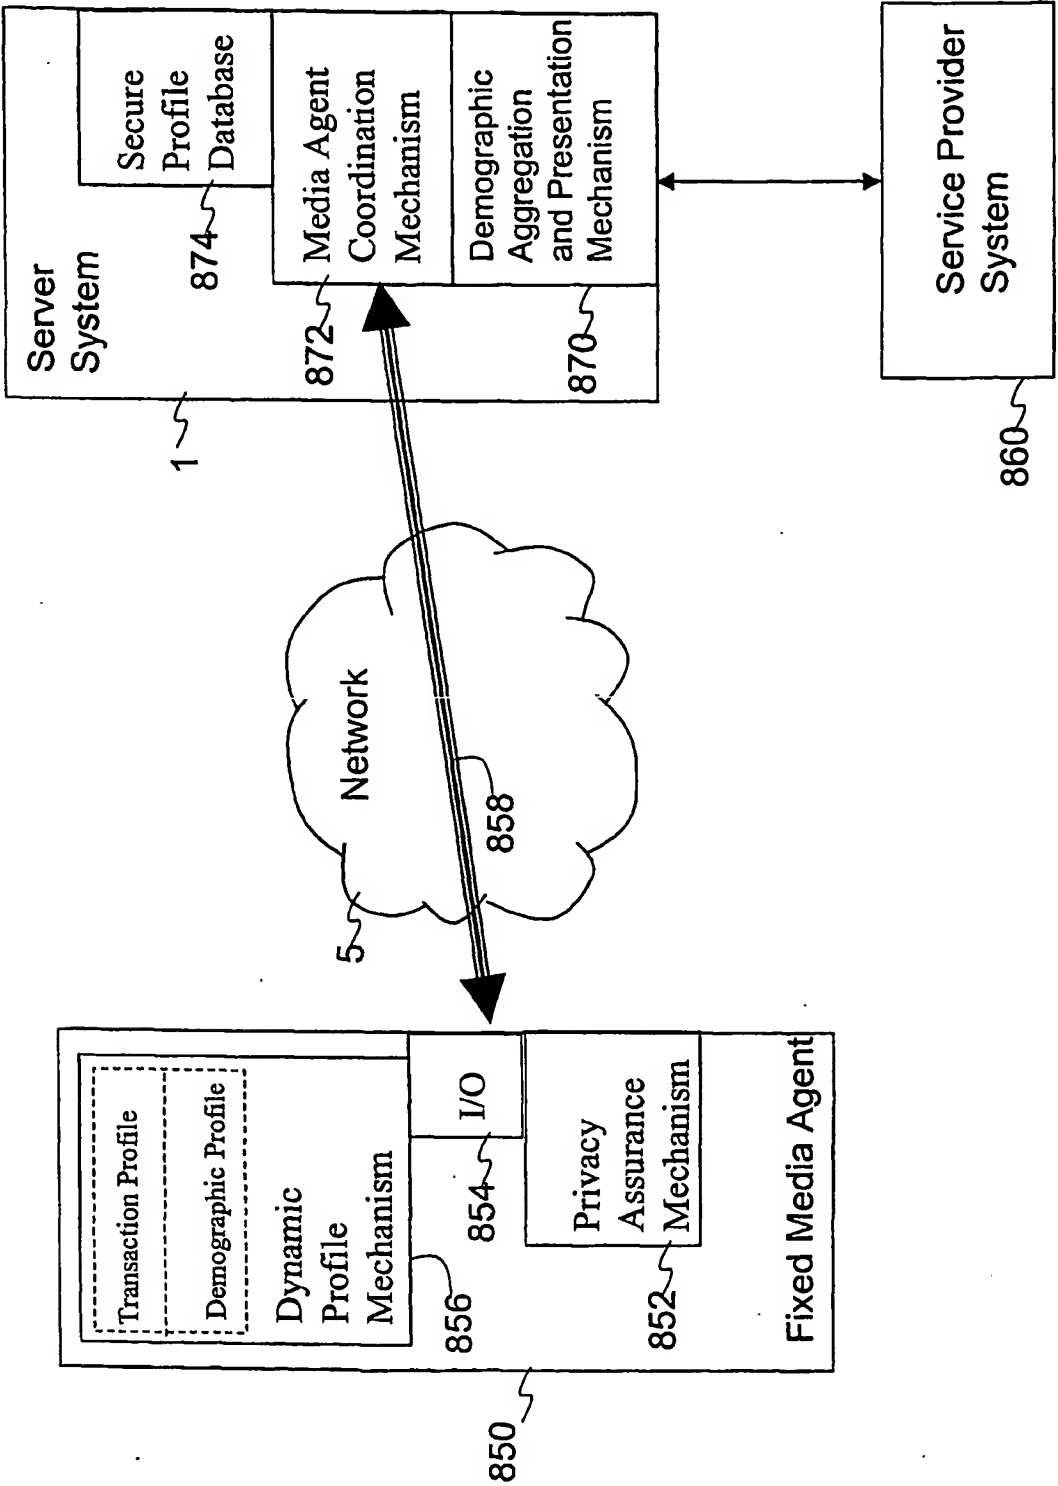 Transaction Profile
Demographic Profile
Dynamic
Profile
Mechanism
856
I/O
854
Privacy
Assurance
Mechanism
852
Fixed Media Agent
850
Network
5
858
Server
System
1
Secure
Profile
Database
874
Media Agent
Coordination
Mechanism
872
Demographic
Aggregation
and Presentation
Mechanism
870
Service Provider
System
860